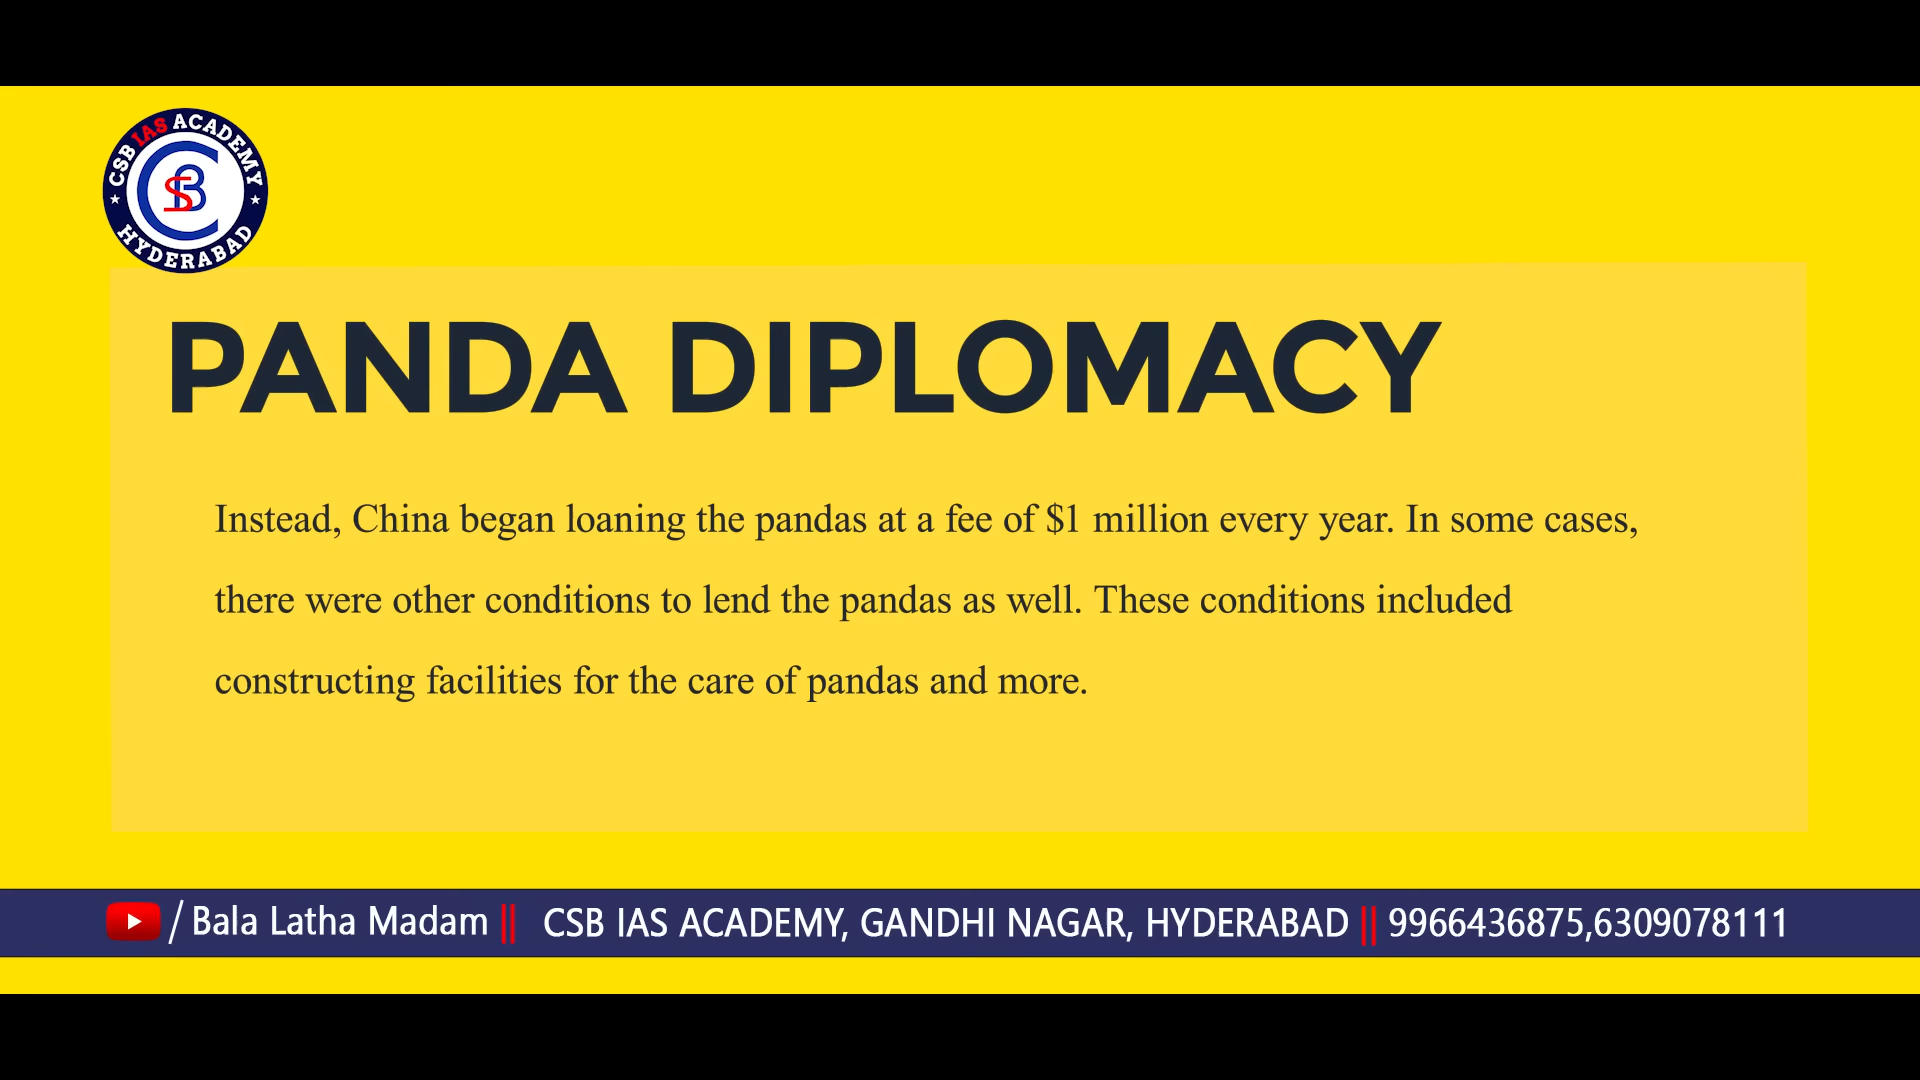 CSB IAS ACADEMY
CSB
HYDERABAD
PANDA DIPLOMACY
Instead, China began loaning the pandas at a fee of $1 million every year. In some cases,
there were other conditions to lend the pandas as well. These conditions included
constructing facilities for the care of pandas and more.
/ Bala Latha Madam || CSB IAS ACADEMY, GANDHI NAGAR, HYDERABAD || 9966436875,6309078111